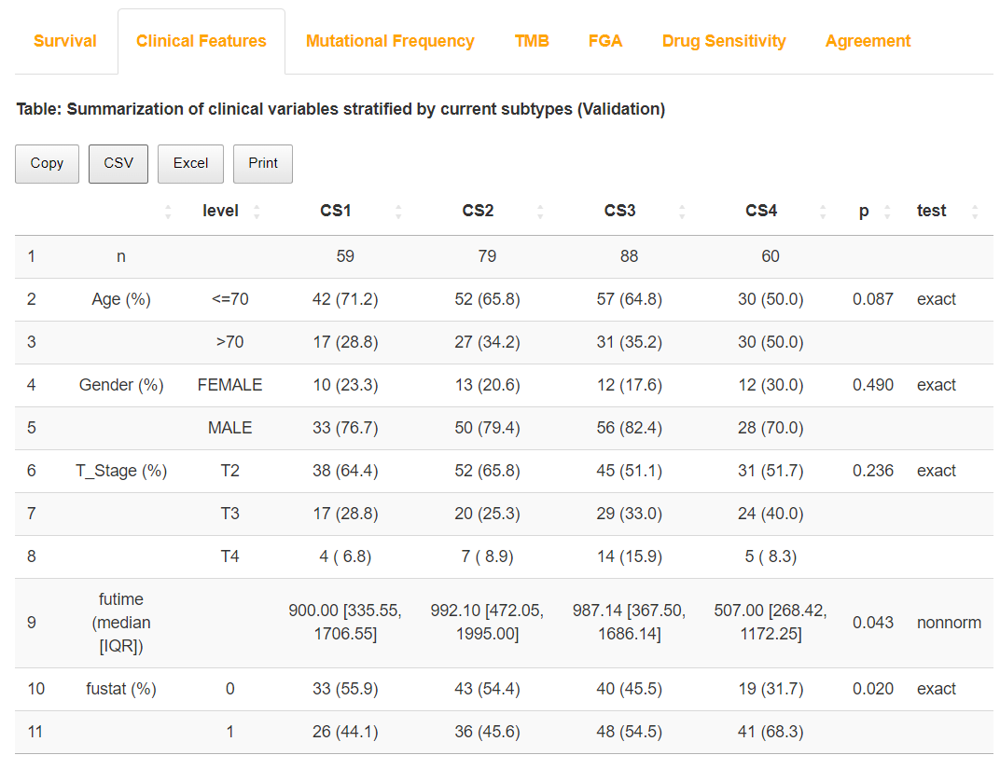 Survival Clinical Features Mutational Frequency TMB FGA Drug Sensitivity Agreement
Table: Summarization of clinical variables stratified by current subtypes (Validation)
Copy CSV Excel Print
level CS1 CS2 CS3 CS4 p test
1 n 59 79 88 60
2 Age (%) <=70 42 (71.2) 52 (65.8) 57 (64.8) 30 (50.0) 0.087 exact
3 >70 17 (28.8) 27 (34.2) 31 (35.2) 30 (50.0)
4 Gender (%) FEMALE 10 (23.3) 13 (20.6) 12 (17.6) 12 (30.0) 0.490 exact
5 MALE 33 (76.7) 50 (79.4) 56 (82.4) 28 (70.0)
6 T_Stage (%) T2 38 (64.4) 52 (65.8) 45 (51.1) 31 (51.7) 0.236 exact
7 T3 17 (28.8) 20 (25.3) 29 (33.0) 24 (40.0)
8 T4 4 ( 6.8) 7 ( 8.9) 14 (15.9) 5 ( 8.3)
futime
900.00 [335.55, 992.10 [472.05, 987.14 [367.50, 507.00 [268.42,
9 (median 0.043 nonnorm
1706.55] 1995.00] 1686.14] 1172.25]
[IQR])
10 fustat (%) 0 33 (55.9) 43 (54.4) 40 (45.5) 19 (31.7) 0.020 exact
11 1 26 (44.1) 36 (45.6) 48 (54.5) 41 (68.3)